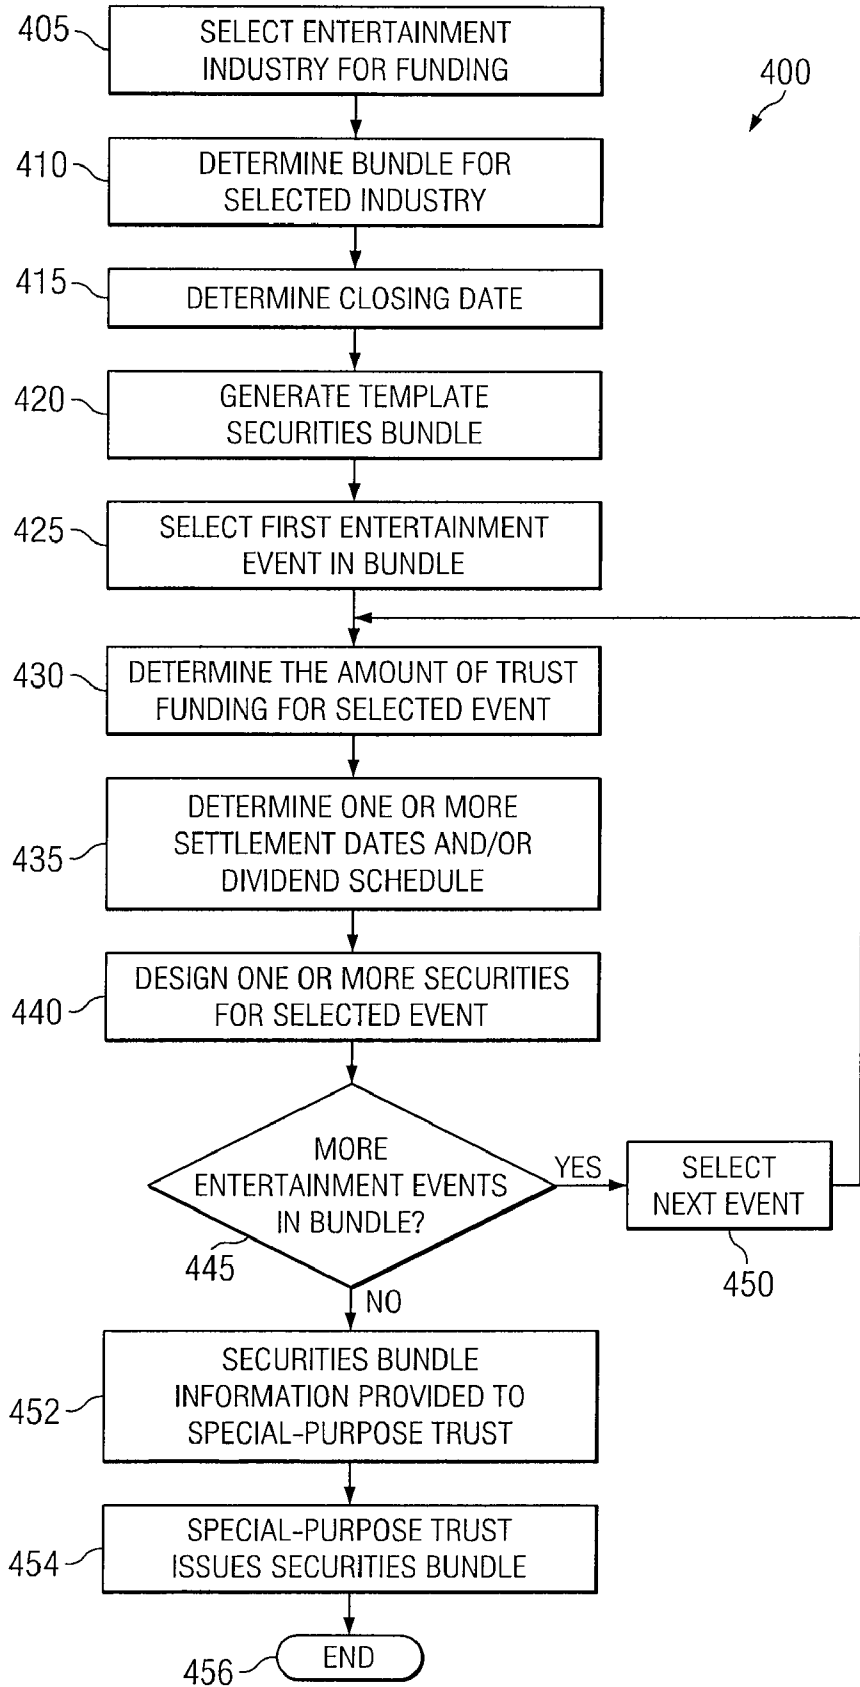 405
SELECT ENTERTAINMENT
INDUSTRY FOR FUNDING
400
410
DETERMINE BUNDLE FOR
SELECTED INDUSTRY
415
DETERMINE CLOSING DATE
420
GENERATE TEMPLATE
SECURITIES BUNDLE
425
SELECT FIRST ENTERTAINMENT
EVENT IN BUNDLE
430
DETERMINE THE AMOUNT OF TRUST
FUNDING FOR SELECTED EVENT
435
DETERMINE ONE OR MORE
SETTLEMENT DATES AND/OR
DIVIDEND SCHEDULE
440
DESIGN ONE OR MORE SECURITIES
FOR SELECTED EVENT
MORE
ENTERTAINMENT EVENTS
IN BUNDLE?
445
YES
SELECT
NEXT EVENT
450
NO
452
SECURITIES BUNDLE
INFORMATION PROVIDED TO
SPECIAL-PURPOSE TRUST
454
SPECIAL-PURPOSE TRUST
ISSUES SECURITIES BUNDLE
456
END